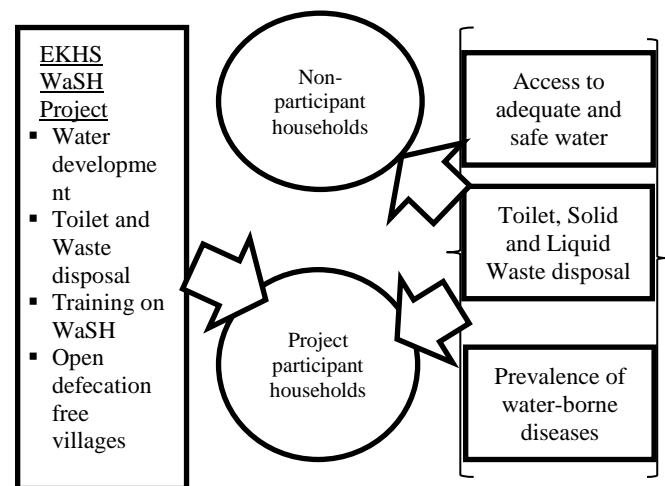 EKHS
WaSH
Project
▪ Water
developme
nt
▪ Toilet and
Waste
disposal
▪ Training on
WaSH
▪ Open
defecation
free
villages
Non-
participant
households
Project
participant
households
Access to
adequate and
safe water
Toilet, Solid
and Liquid
Waste disposal
Prevalence of
water-borne
diseases